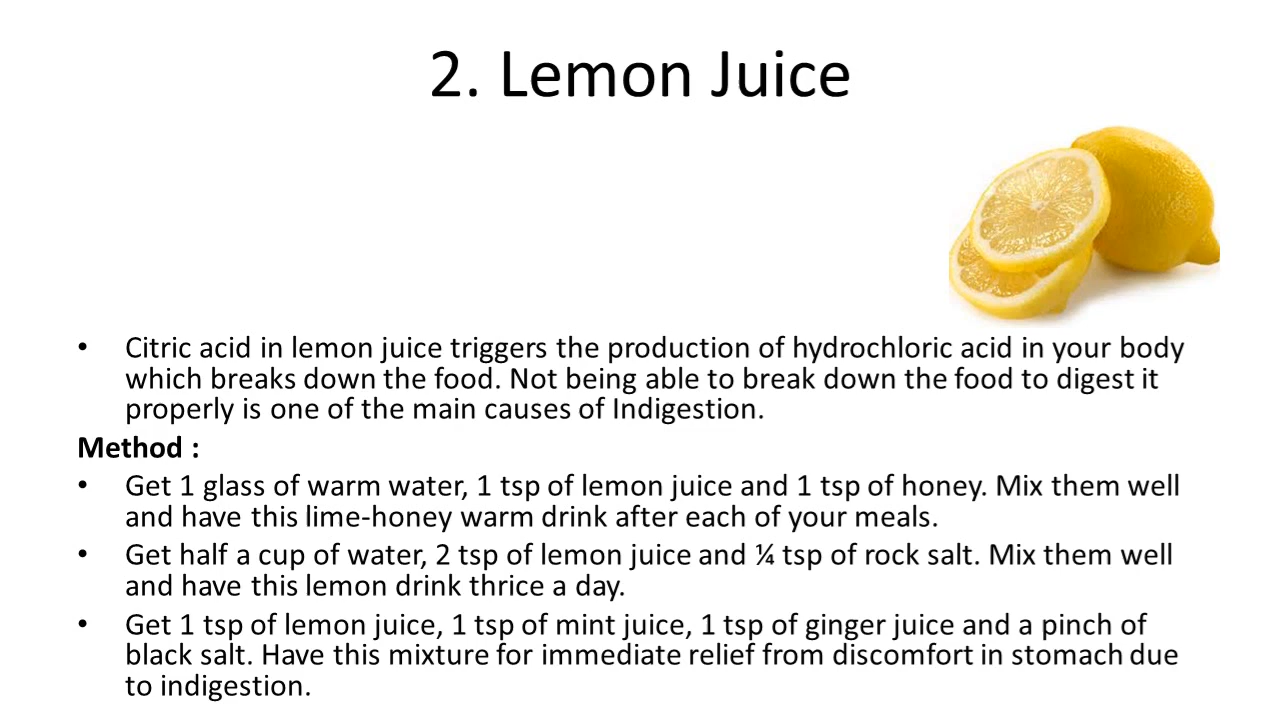 2. Lemon Juice
• Citric acid in lemon juice triggers the production of hydrochloric acid in your body
which breaks down the food. Not being able to break down the food to digest it
properly is one of the main causes of Indigestion.
Method :
• Get 1 glass of warm water, 1 tsp of lemon juice and 1 tsp of honey. Mix them well
and have this lime-honey warm drink after each of your meals.
• Get half a cup of water, 2 tsp of lemon juice and ¼ tsp of rock salt. Mix them well
and have this lemon drink thrice a day.
• Get 1 tsp of lemon juice, 1 tsp of mint juice, 1 tsp of ginger juice and a pinch of
black salt. Have this mixture for immediate relief from discomfort in stomach due
to indigestion.